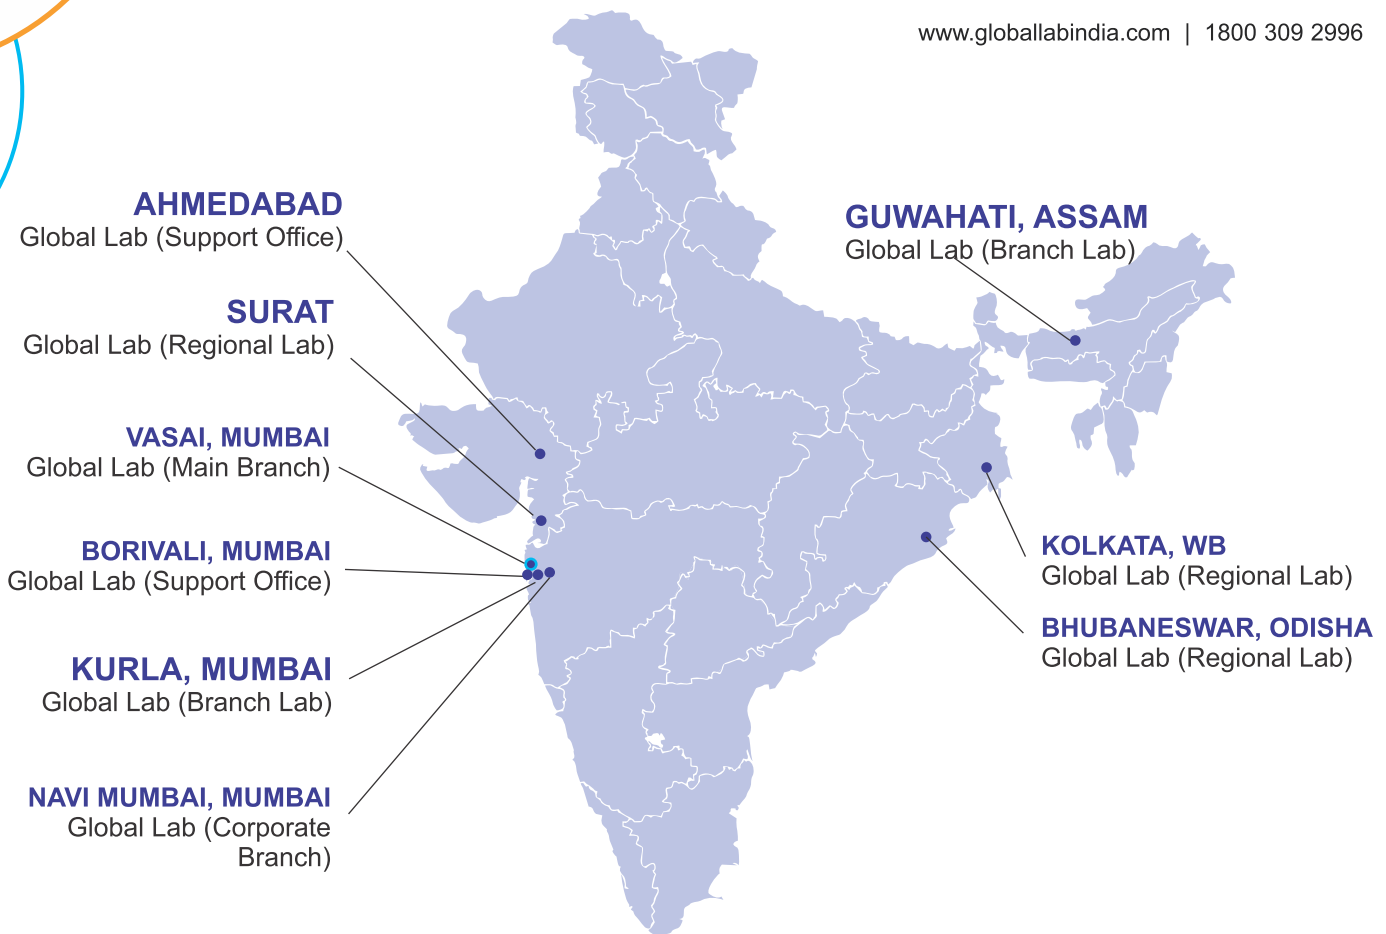 www.globallabindia.com | 1800 309 2996
AHMEDABAD
Global Lab (Support Office)
SURAT
Global Lab (Regional Lab)
VASAI, MUMBAI
Global Lab (Main Branch)
BORIVALI, MUMBAI
Global Lab (Support Office)
KURLA, MUMBAI
Global Lab (Branch Lab)
NAVI MUMBAI, MUMBAI
Global Lab (Corporate
Branch)
GUWAHATI, ASSAM
Global Lab (Branch Lab)
KOLKATA, WB
Global Lab (Regional Lab)
BHUBANESWAR, ODISHA
Global Lab (Regional Lab)